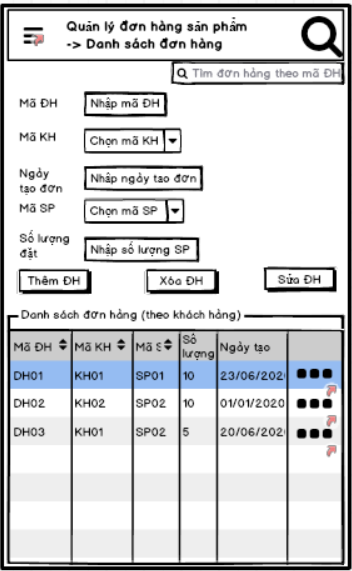 Quản lý đơn hàng sản phẩm
-> Danh sách đơn hàng
Tìm đơn hàng theo mã ĐH
Mã ĐH Nhập mã ĐH
Mã KH Chọn mã KH
Ngày tạo đơn Nhập ngày tạo đơn
Mã SP Chọn mã SP
Số lượng đặt Nhập số lượng SP
Thêm ĐH Xóa ĐH Sửa ĐH
Danh sách đơn hàng (theo khách hàng)
Mã ĐH Mã KH Mã S Số lượng Ngày tạo
DH01 KH01 SP01 10 23/06/202
DH02 KH02 SP02 10 01/01/2020
DH03 KH01 SP02 5 20/06/202